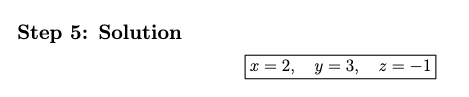 Step 5: Solution
x = 2, y = 3, z = −1